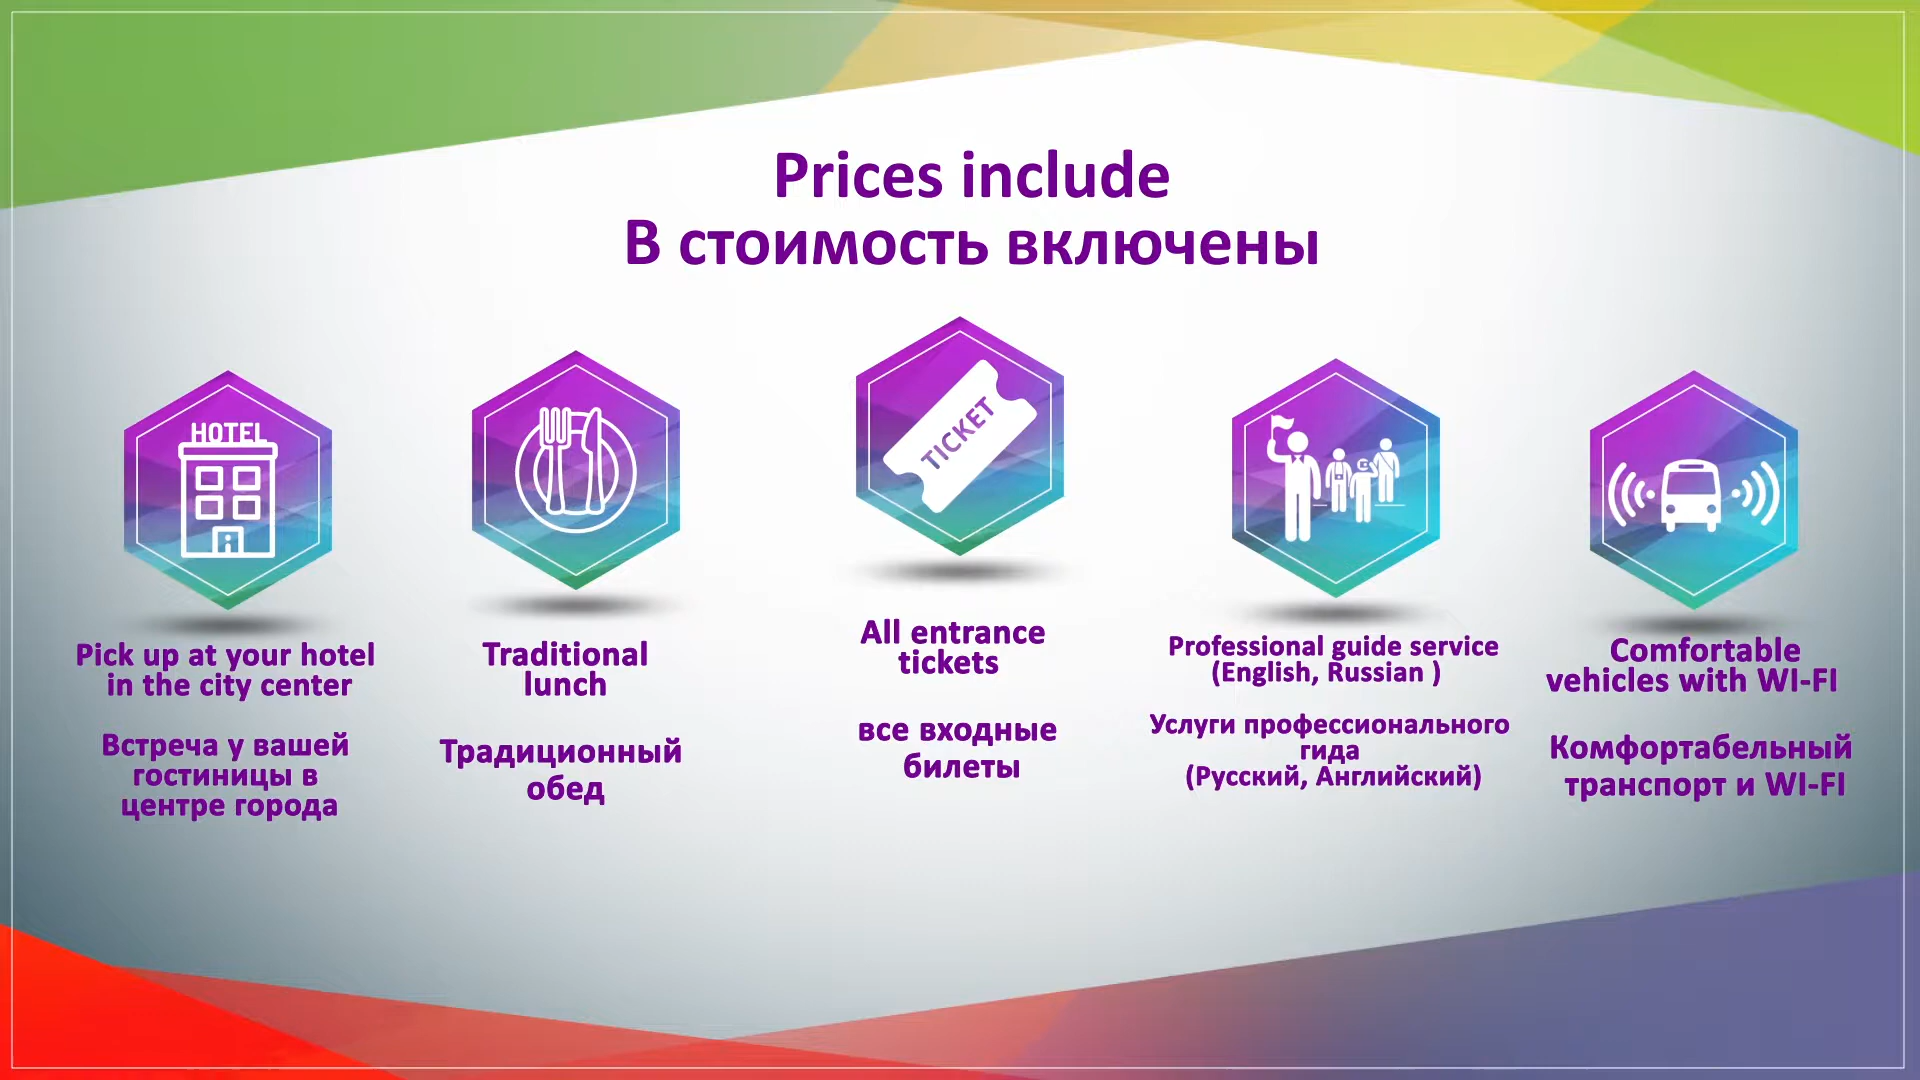 Prices include
В стоимость включены
HOTEL
TICKET
Pick up at your hotel
in the city center
Встреча у вашей
гостиницы в
центре города
Traditional
lunch
Традиционный
обед
All entrance
tickets
все входные
билеты
Professional guide service
(English, Russian )
Услуги профессионального
гида
(Русский, Английский)
Comfortable
vehicles with WI-FI
Комфортабельный
транспорт и WI-FI